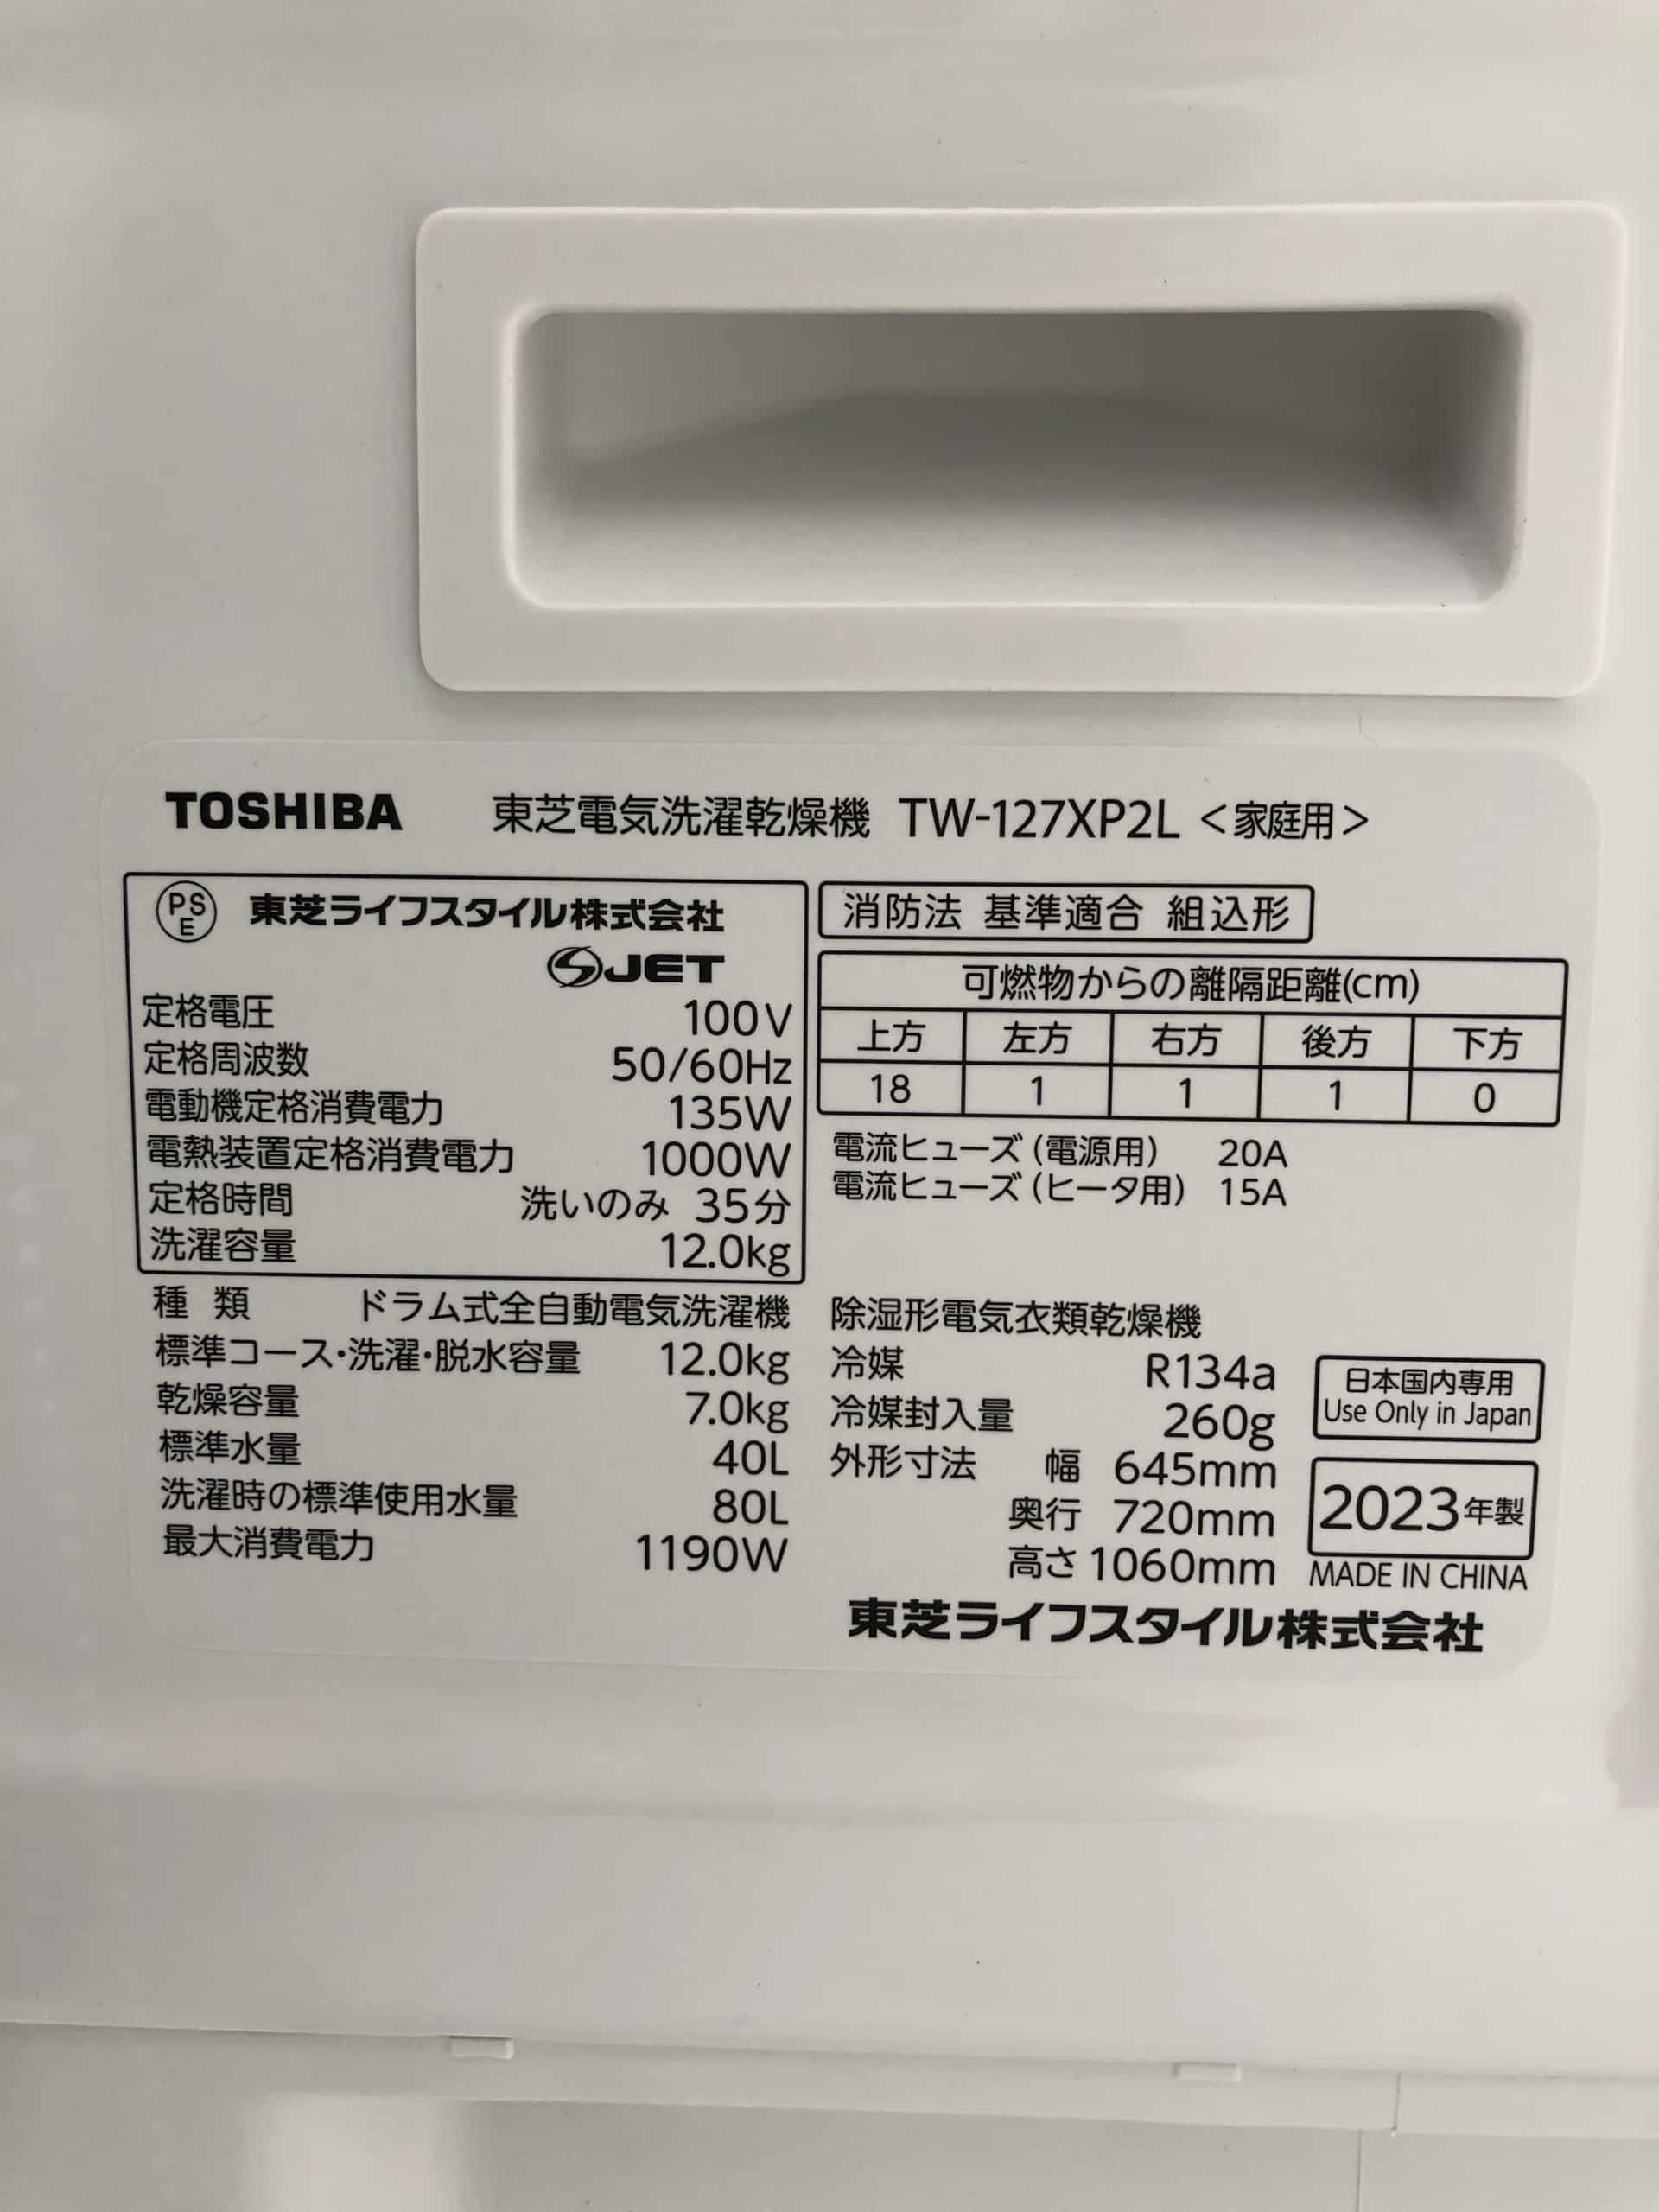 TOSHIBA 東芝電気洗濯乾燥機 TW-127XP2L <家庭用>
PSE 東芝ライフスタイル株式会社
SJET
定格電圧 100V
定格周波数 50/60Hz
電動機定格消費電力 135W
電熱装置定格消費電力 1000W
定格時間 洗いのみ 35分
洗濯容量 12.0kg
種 類 ドラム式全自動電気洗濯機
標準コース・洗濯・脱水容量 12.0kg
乾燥容量 7.0kg
標準水量 40L
洗濯時の標準使用水量 80L
最大消費電力 1190W
消防法 基準適合 組込形
可燃物からの離隔距離(cm)
上方 左方 右方 後方 下方
18 1 1 1 0
電流ヒューズ(電源用) 20A
電流ヒューズ(ヒータ用) 15A
除湿形電気衣類乾燥機
冷媒 R134a
冷媒封入量 260g
外形寸法 幅 645mm
奥行 720mm
高さ 1060mm
日本国内専用
Use Only in Japan
2023年製
MADE IN CHINA
東芝ライフスタイル株式会社